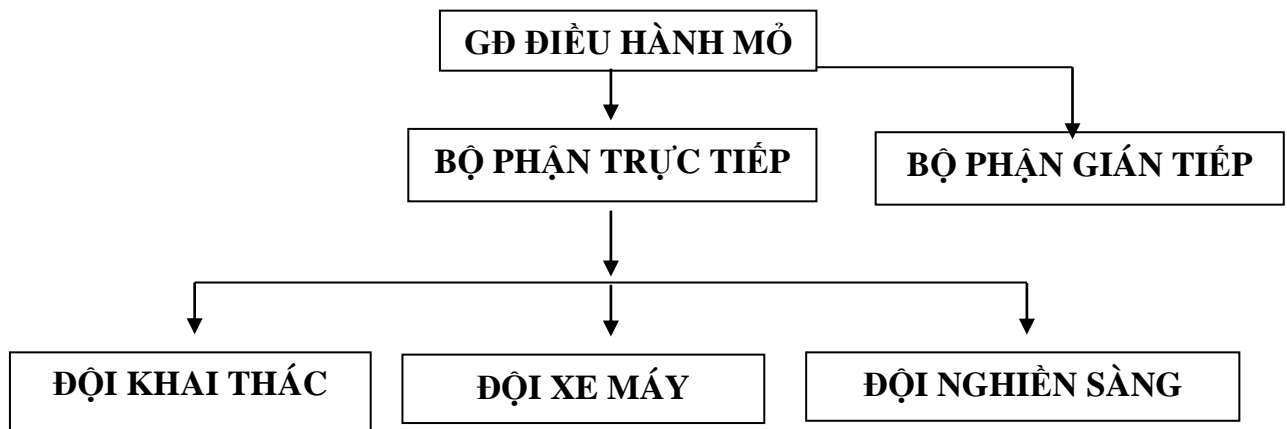 GĐ ĐIỀU HÀNH MỎ
BỘ PHẬN TRỰC TIẾP
BỘ PHẬN GIÁN TIẾP
ĐỘI KHAI THÁC
ĐỘI XE MÁY
ĐỘI NGHIỀN SÀNG